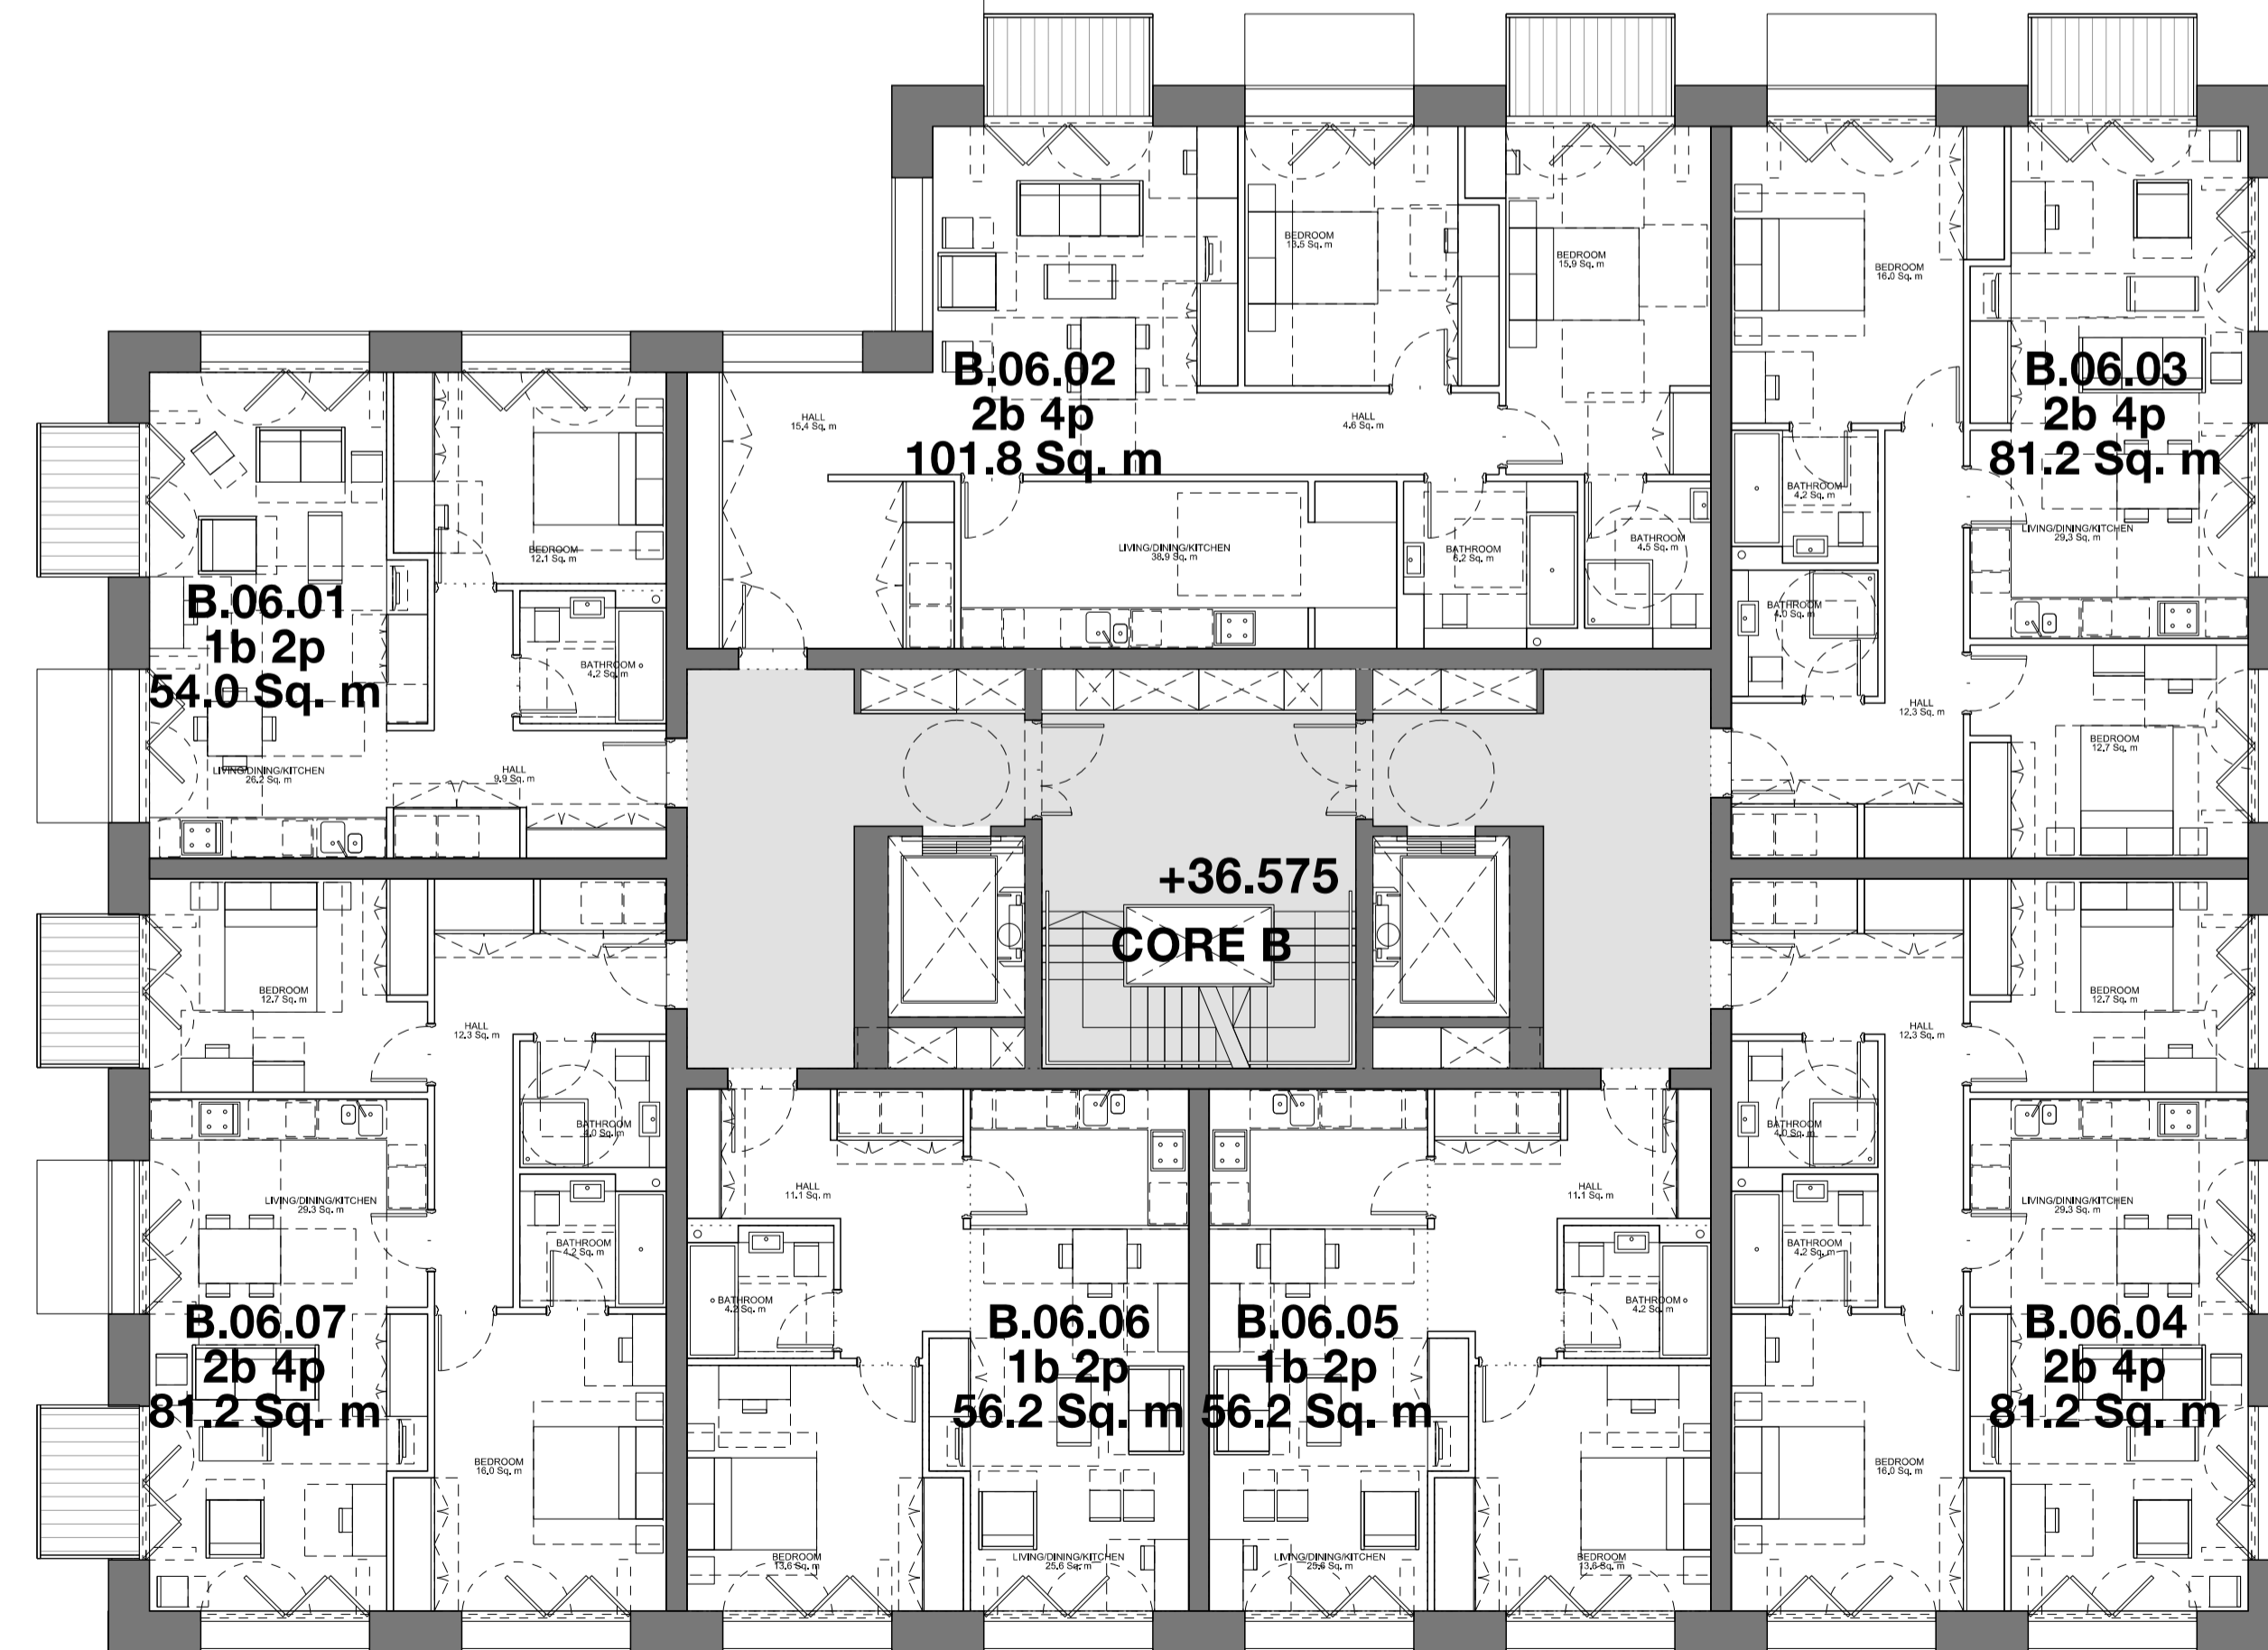 B.06.01
1b 2p
54.0 Sq. m
BEDROOM
12.1 Sq. m
BATHROOM
4.2 Sq. m
HALL
9.9 Sq. m
LIVING/DINING/KITCHEN
26.2 Sq. m
B.06.02
2b 4p
101.8 Sq. m
BEDROOM
13.5 Sq. m
BEDROOM
15.9 Sq. m
HALL
15.4 Sq. m
HALL
4.6 Sq. m
LIVING/DINING/KITCHEN
38.9 Sq. m
BATHROOM
6.2 Sq. m
BATHROOM
4.5 Sq. m
B.06.03
2b 4p
81.2 Sq. m
BEDROOM
16.0 Sq. m
BATHROOM
4.2 Sq. m
LIVING/DINING/KITCHEN
29.3 Sq. m
BATHROOM
4.0 Sq. m
HALL
12.3 Sq. m
BEDROOM
12.7 Sq. m
+36.575
CORE B
BEDROOM
12.7 Sq. m
HALL
12.3 Sq. m
BATHROOM
4.0 Sq. m
LIVING/DINING/KITCHEN
29.3 Sq. m
BATHROOM
4.2 Sq. m
B.06.07
2b 4p
81.2 Sq. m
BEDROOM
16.0 Sq. m
HALL
11.1 Sq. m
BATHROOM
4.2 Sq. m
B.06.06
1b 2p
56.2 Sq. m
BEDROOM
13.6 Sq. m
LIVING/DINING/KITCHEN
25.6 Sq. m
HALL
11.1 Sq. m
BATHROOM
4.2 Sq. m
B.06.05
1b 2p
56.2 Sq. m
LIVING/DINING/KITCHEN
25.6 Sq. m
BEDROOM
13.6 Sq. m
BEDROOM
12.7 Sq. m
HALL
12.3 Sq. m
BATHROOM
4.0 Sq. m
LIVING/DINING/KITCHEN
29.3 Sq. m
BATHROOM
4.2 Sq. m
B.06.04
2b 4p
81.2 Sq. m
BEDROOM
16.0 Sq. m